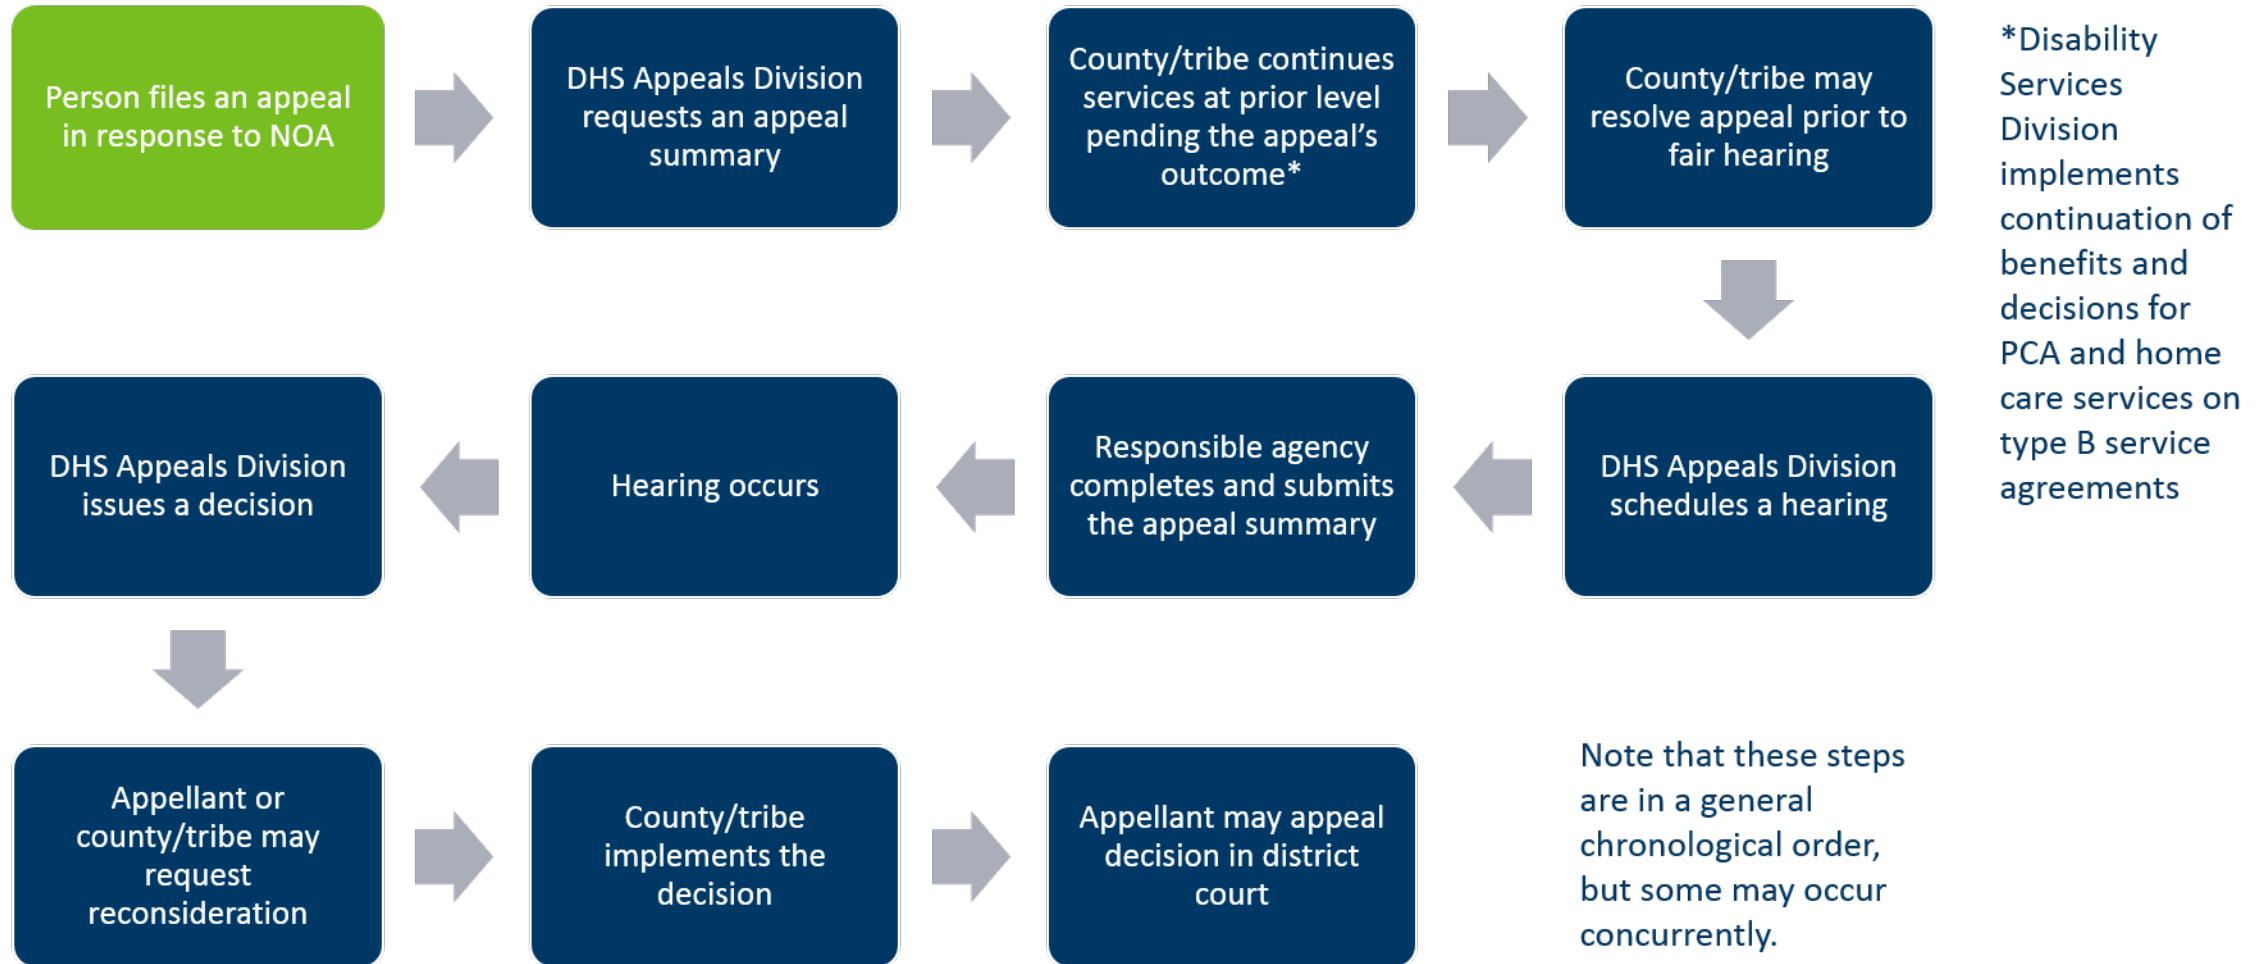 Person files an appeal
in response to NOA
DHS Appeals Division
requests an appeal
summary
County/tribe continues
services at prior level
pending the appeal’s
outcome*
County/tribe may
resolve appeal prior to
fair hearing
*Disability
Services
Division
implements
continuation of
benefits and
decisions for
PCA and home
care services on
type B service
agreements
DHS Appeals Division
schedules a hearing
Responsible agency
completes and submits
the appeal summary
Hearing occurs
DHS Appeals Division
issues a decision
Appellant or
county/tribe may
request
reconsideration
County/tribe
implements the
decision
Appellant may appeal
decision in district
court
Note that these steps
are in a general
chronological order,
but some may occur
concurrently.